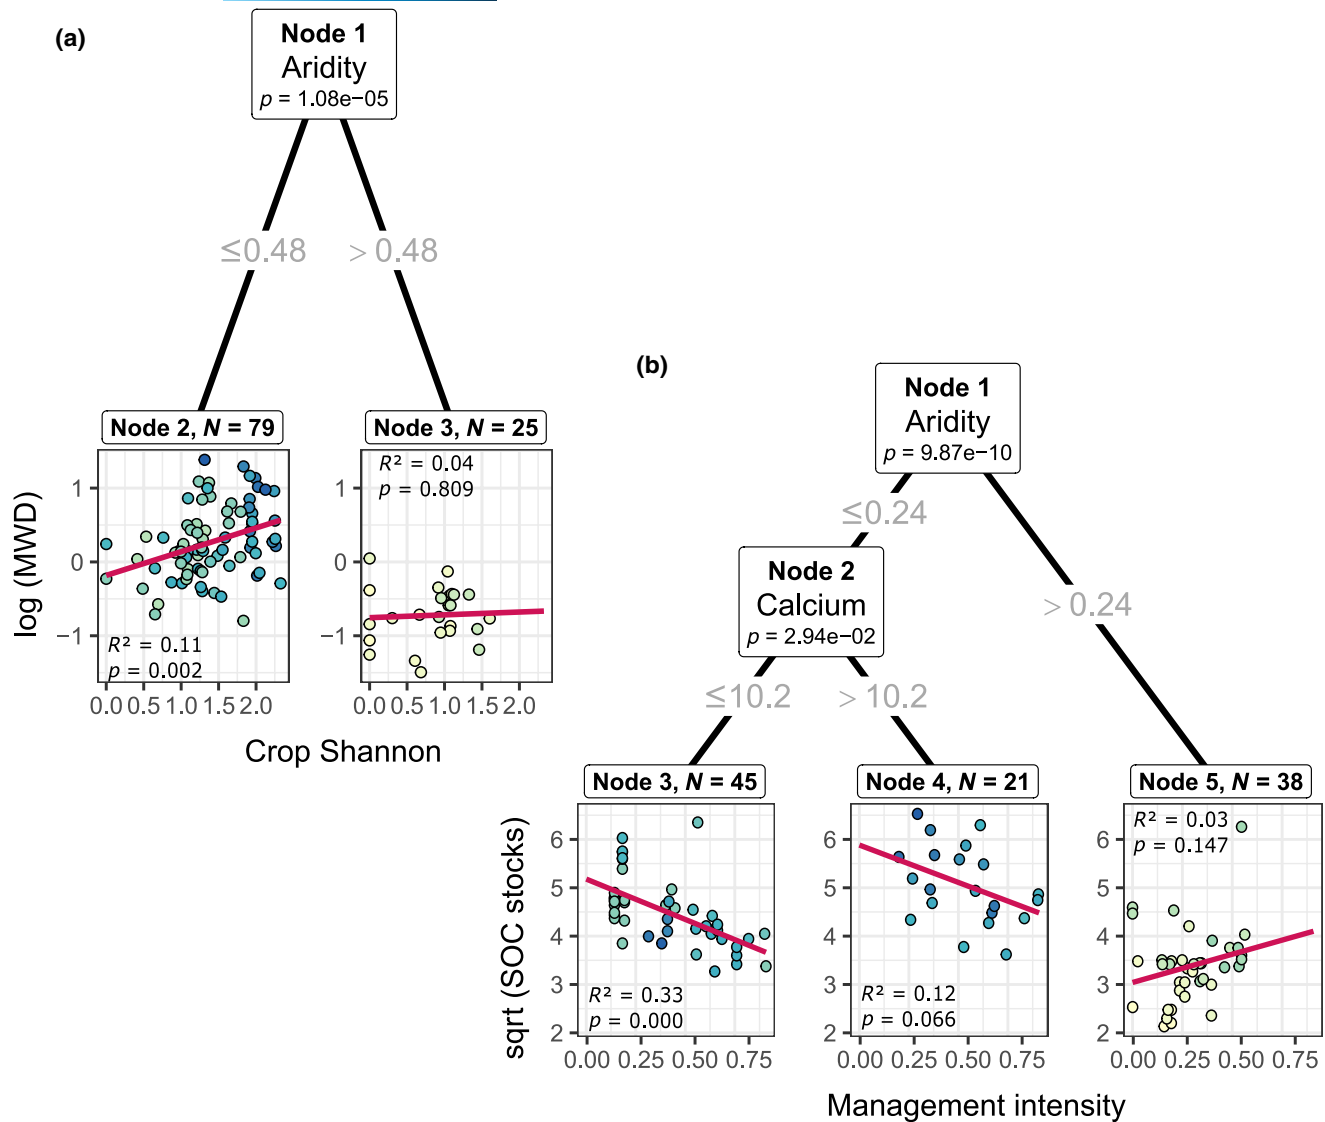 (a)
Node 1
Aridity
p = 1.08e−05
≤0.48
> 0.48
Node 2, N = 79
Node 3, N = 25
log (MWD)
1
0
−1
R² = 0.11
p = 0.002
0.0 0.5 1.0 1.5 2.0
1
0
−1
R² = 0.04
p = 0.809
0.0 0.5 1.0 1.5 2.0
Crop Shannon
(b)
Node 1
Aridity
p = 9.87e−10
≤0.24
> 0.24
Node 2
Calcium
p = 2.94e−02
≤10.2
> 10.2
Node 3, N = 45
Node 4, N = 21
Node 5, N = 38
sqrt (SOC stocks)
6
5
4
3
2
R² = 0.33
p = 0.000
0.00 0.25 0.50 0.75
6
5
4
3
2
R² = 0.12
p = 0.066
0.00 0.25 0.50 0.75
6
5
4
3
2
R² = 0.03
p = 0.147
0.00 0.25 0.50 0.75
Management intensity